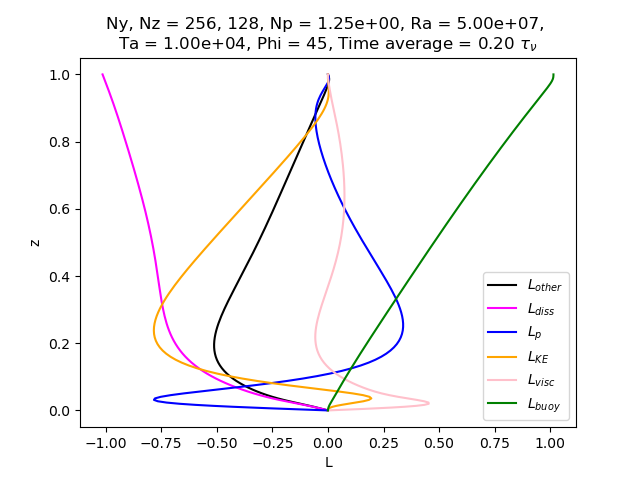 Ny, Nz = 256, 128, Np = 1.25e+00, Ra = 5.00e+07,
Ta = 1.00e+04, Phi = 45, Time average = 0.20 τ_ν
1.0
0.8
0.6
0.4
0.2
0.0
z
−1.00 −0.75 −0.50 −0.25 0.00 0.25 0.50 0.75 1.00
L
L_other
L_diss
L_p
L_KE
L_visc
L_buoy